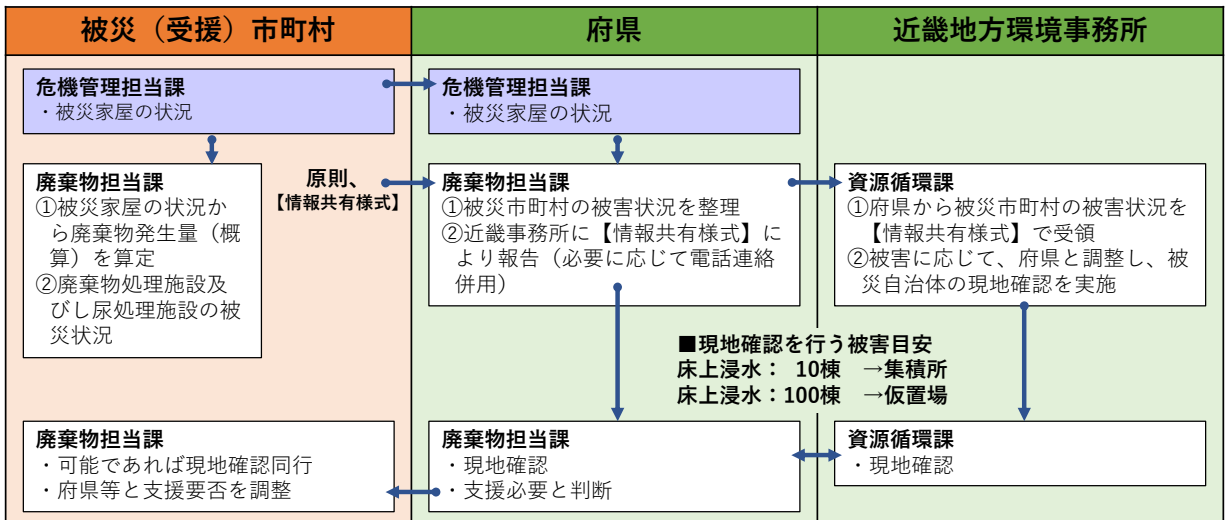 被災（受援）市町村
府県
近畿地方環境事務所
危機管理担当課
・被災家屋の状況
危機管理担当課
・被災家屋の状況
廃棄物担当課
①被災家屋の状況か
ら廃棄物発生量（概
算）を算定
②廃棄物処理施設及
びし尿処理施設の被
災状況
原則、
【情報共有様式】
廃棄物担当課
①被災市町村の被害状況を整理
②近畿事務所に【情報共有様式】に
より報告（必要に応じて電話連絡
併用）
資源循環課
①府県から被災市町村の被害状況を
【情報共有様式】で受領
②被害に応じて、府県と調整し、被
災自治体の現地確認を実施
■現地確認を行う被害目安
床上浸水： 10棟 →集積所
床上浸水：100棟 →仮置場
廃棄物担当課
・可能であれば現地確認同行
・府県等と支援要否を調整
廃棄物担当課
・現地確認
・支援必要と判断
資源循環課
・現地確認